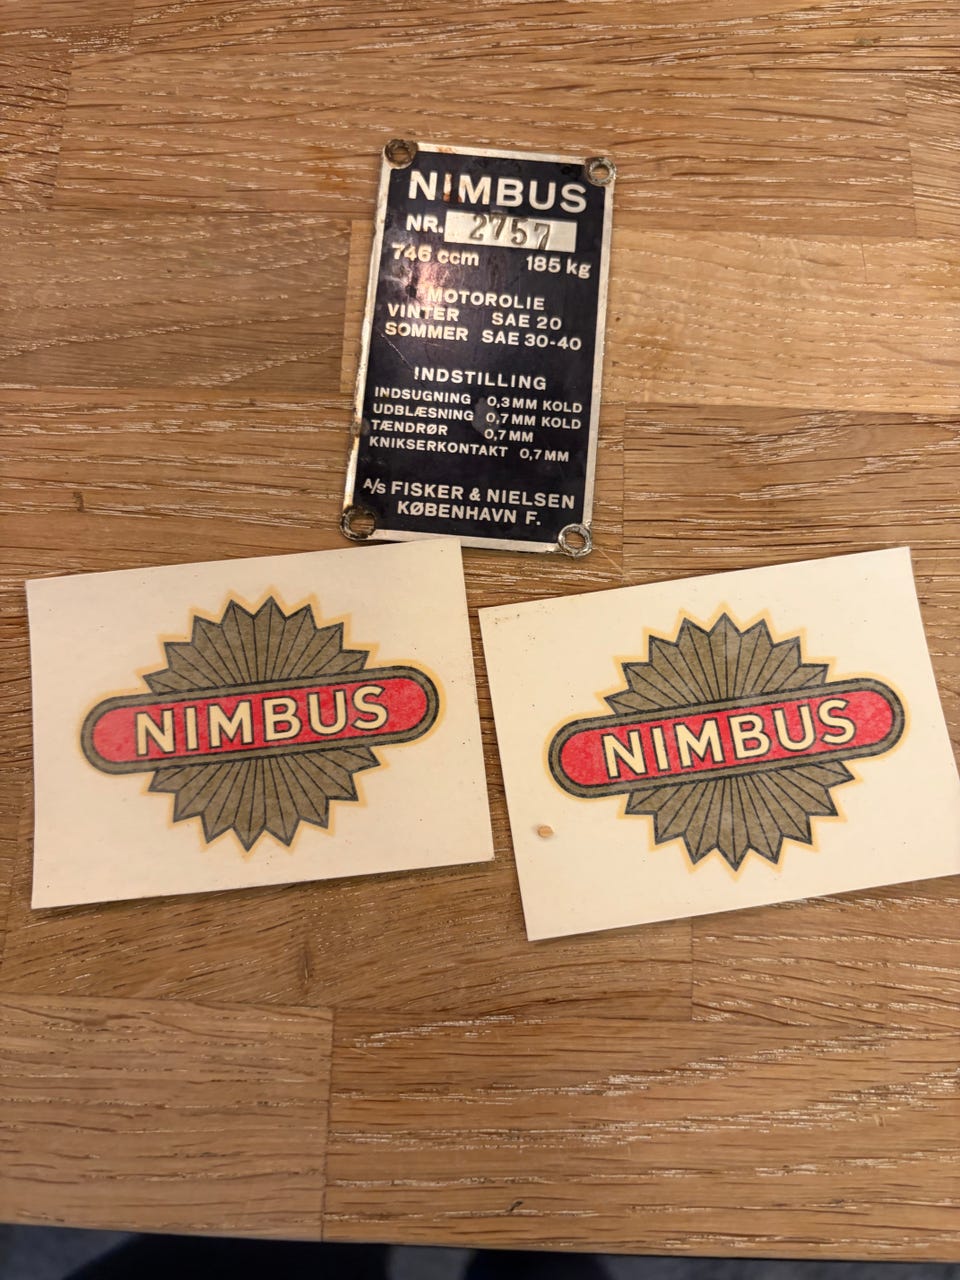 NIMBUS
NR. 2757
746 ccm 185 kg
MOTOROLIE
VINTER SAE 20
SOMMER SAE 30-40
INDSTILLING
INDSUGNING 0,3 MM KOLD
UDBLÆSNING 0,7 MM KOLD
TÆNDRØR 0,7 MM
KNIKSERKONTAKT 0,7 MM
A/S FISKER & NIELSEN
KØBENHAVN F.
NIMBUS
NIMBUS